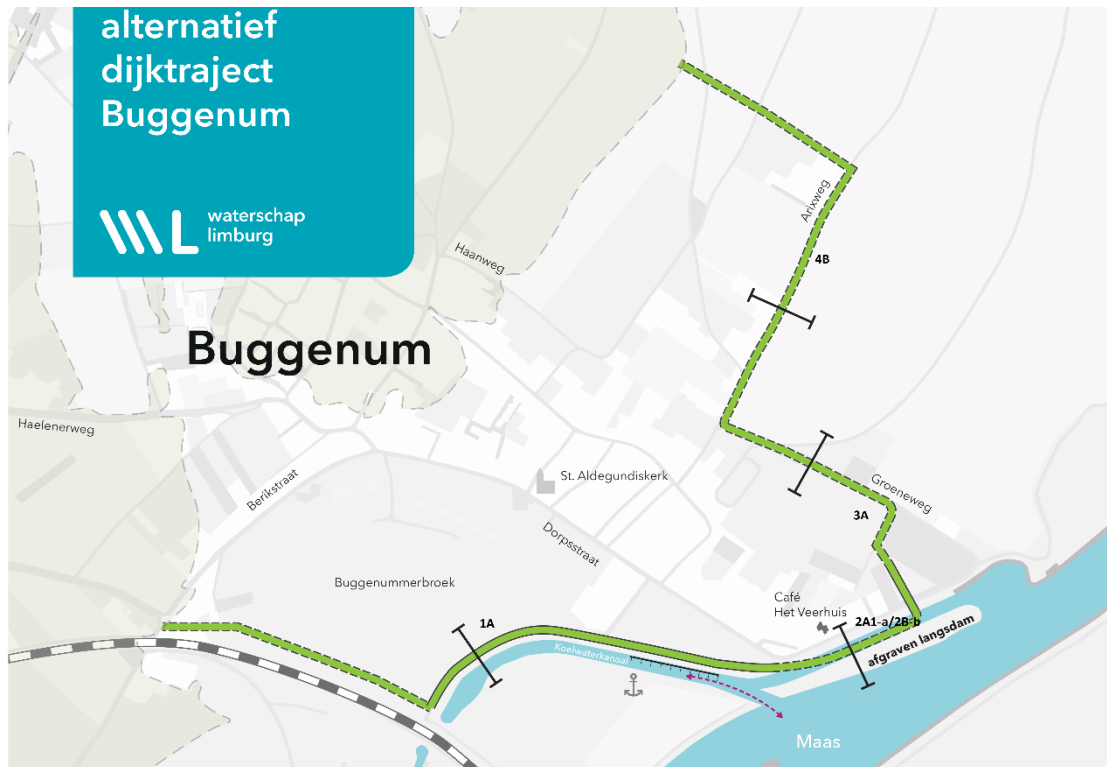 alternatief
dijktraject
Buggenum
waterschap
limburg
Arixweg
Haanweg
4B
Buggenum
Haelenerweg
St. Aldegundiskerk
Berikstraat
Groeneweg
3A
Dorpsstraat
Buggenummerbroek
Café
Het Veerhuis
1A
2A1-a/2B-b
afgraven langsdam
Koelwaterkanaal
Maas